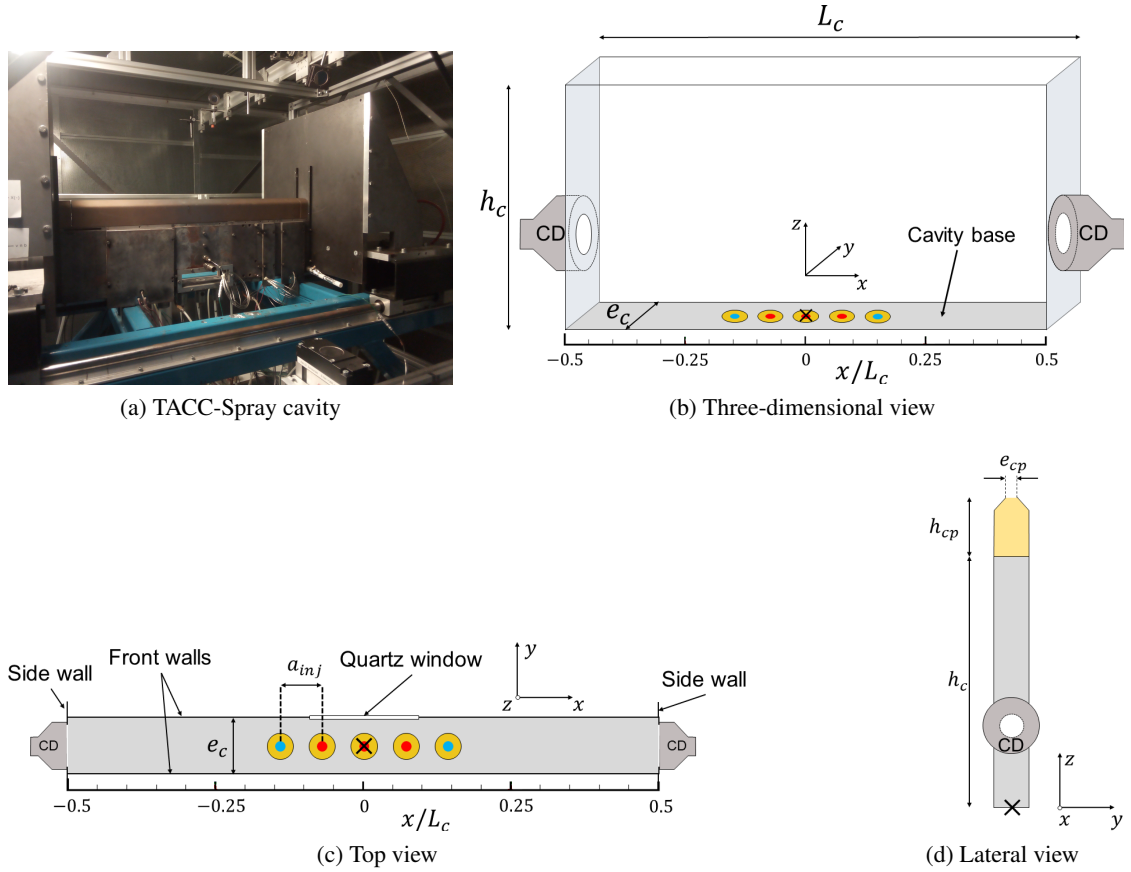 L_c
h_c
CD
CD
z
y
x
Cavity base
e_c
−0.5
−0.25
0
0.25
0.5
x/L_c
(a) TACC-Spray cavity
(b) Three-dimensional view
e_cp
h_cp
h_c
CD
z
x
y
(d) Lateral view
Side wall
Front walls
a_inj
Quartz window
y
z
x
Side wall
CD
e_c
CD
−0.5
−0.25
0
0.25
0.5
x/L_c
(c) Top view